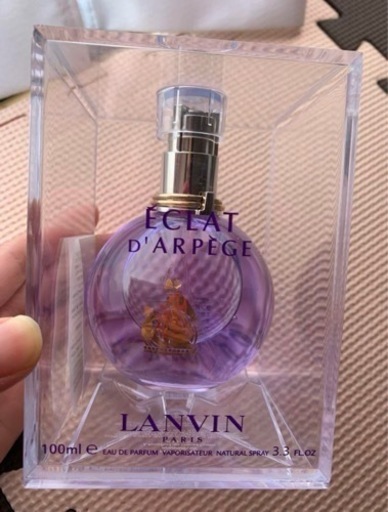 ÉCLAT
D'ARPÈGE
LANVIN
PARIS
100ml e EAU DE PARFUM VAPORISATEUR NATURAL SPRAY 3.3 FL.OZ